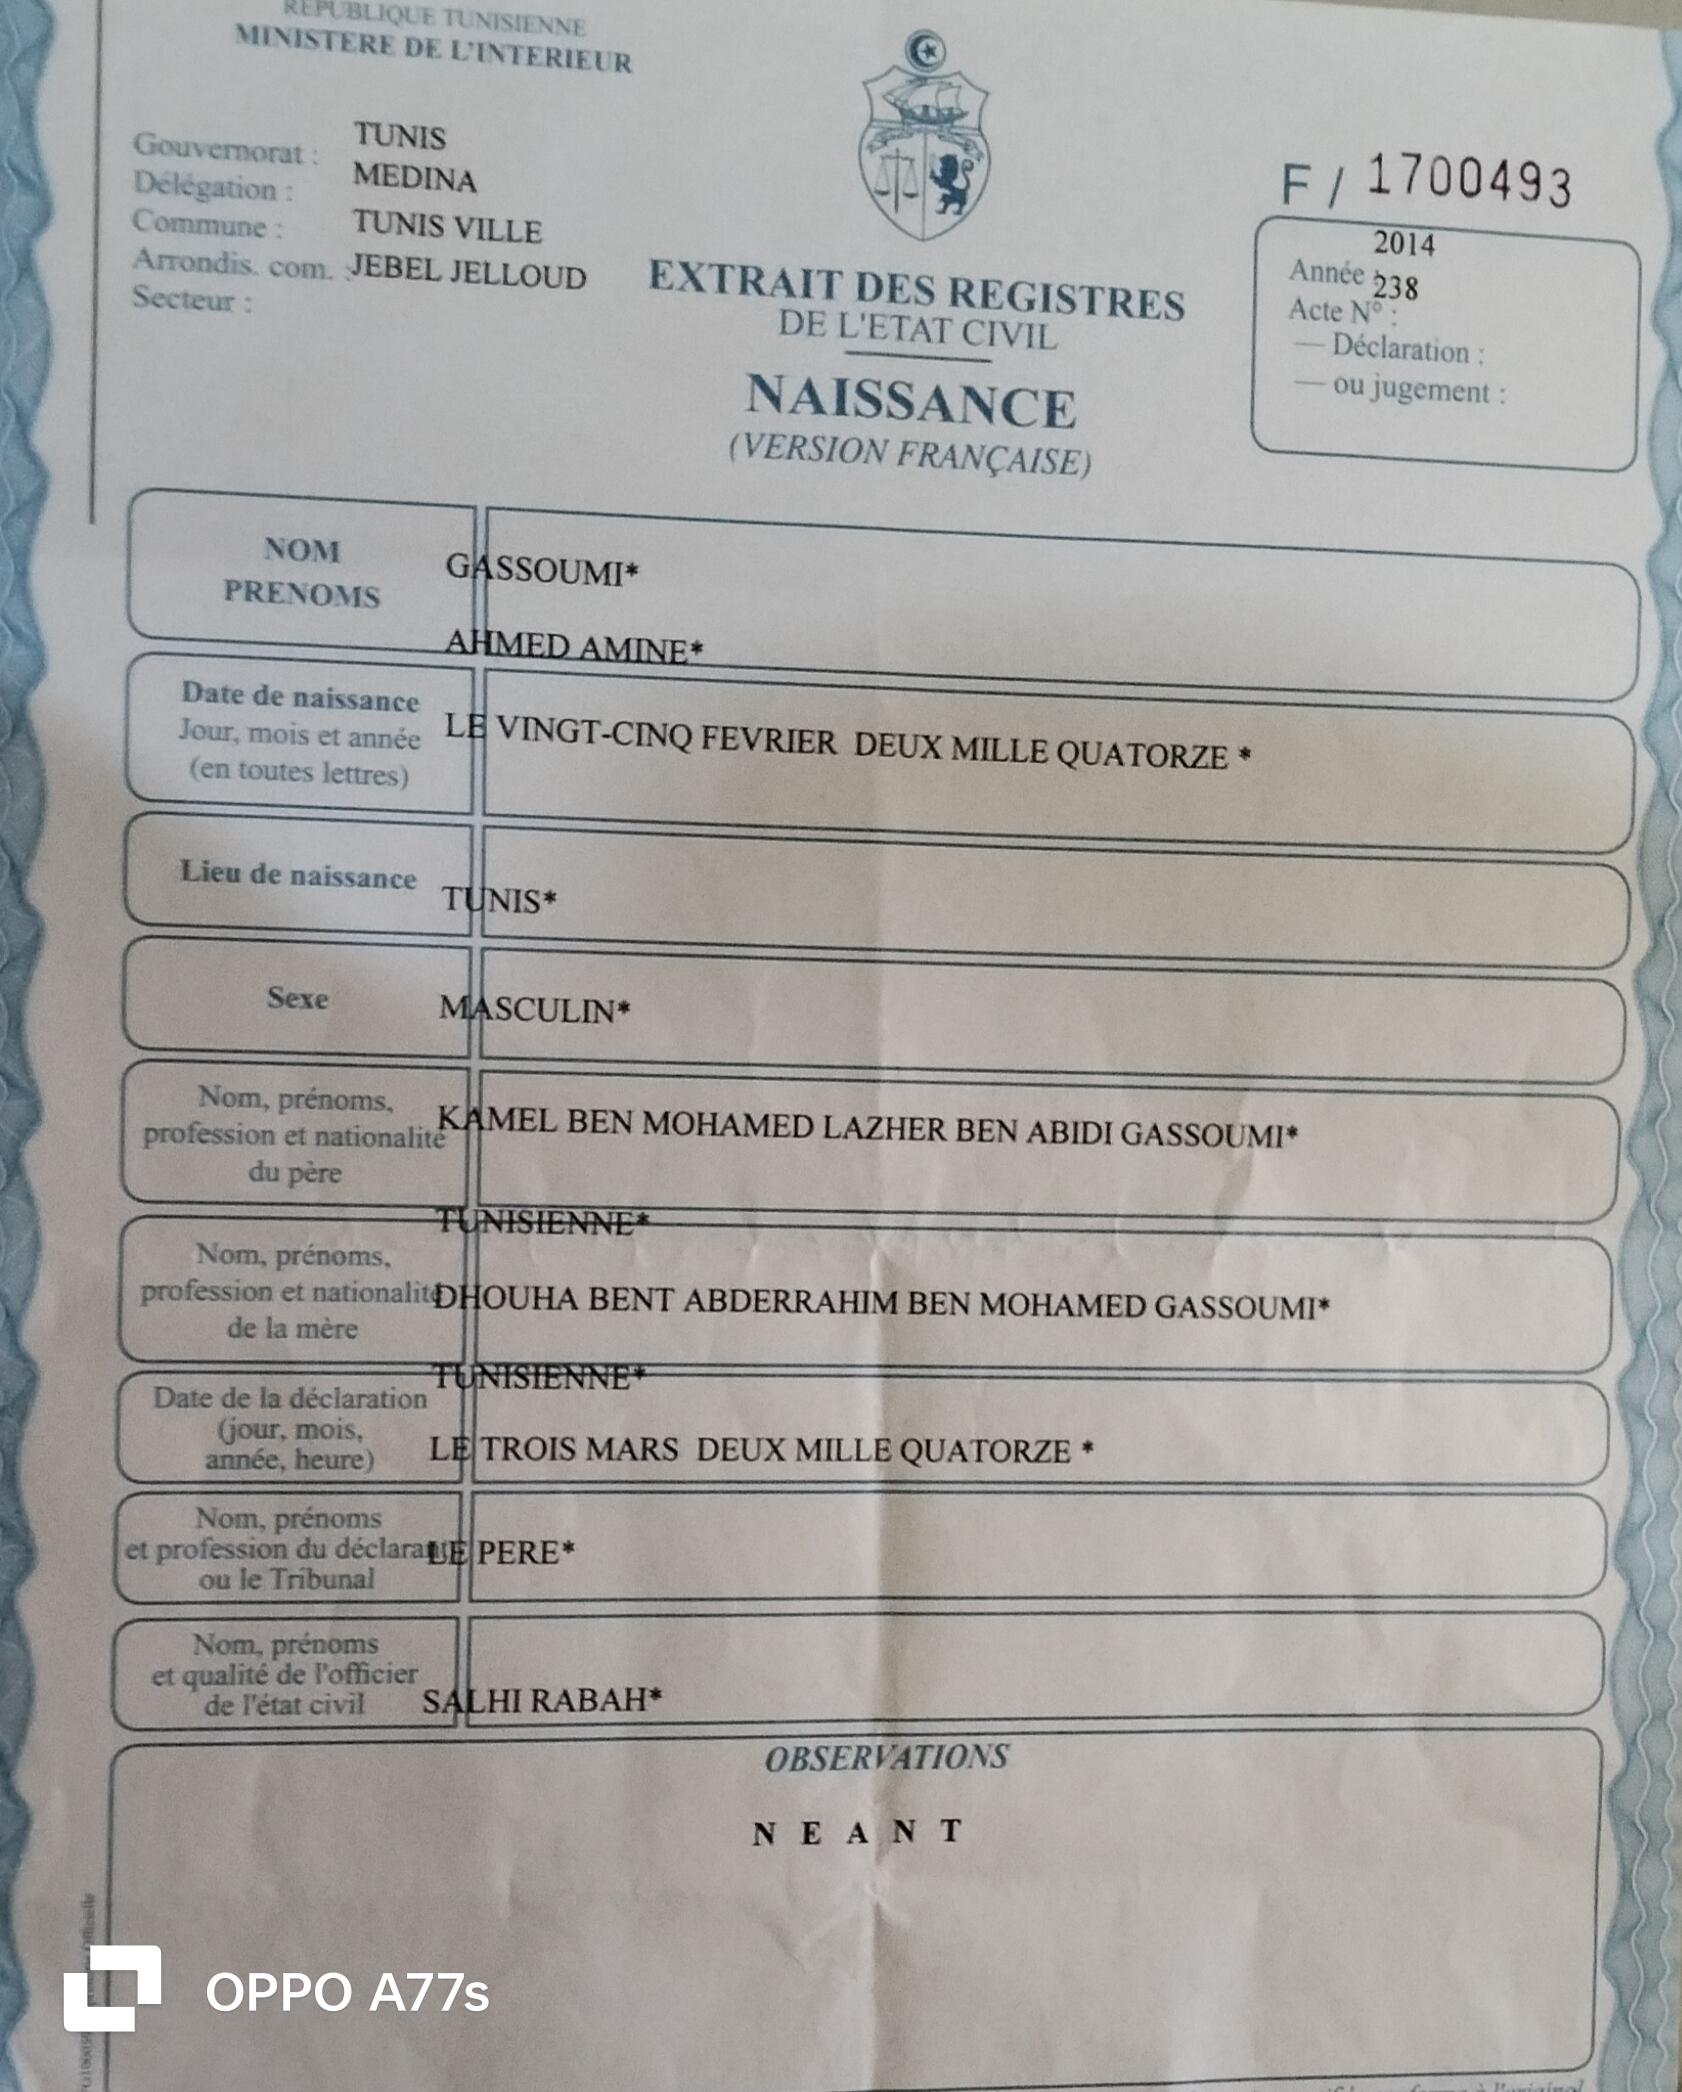 REPUBLIQUE TUNISIENNE
MINISTERE DE L'INTERIEUR
Gouvernorat : TUNIS
Délégation : MEDINA
Commune : TUNIS VILLE
Arrondis. com. : JEBEL JELLOUD
Secteur :
F / 1700493
2014
Année :
238
Acte N° :
— Déclaration :
— ou jugement :
EXTRAIT DES REGISTRES
DE L'ETAT CIVIL
NAISSANCE
(VERSION FRANÇAISE)
NOM
PRENOMS
GASSOUMI*
AHMED AMINE*
Date de naissance
Jour, mois et année
(en toutes lettres)
LE VINGT-CINQ FEVRIER DEUX MILLE QUATORZE *
Lieu de naissance
TUNIS*
Sexe
MASCULIN*
Nom, prénoms,
profession et nationalité
du père
KAMEL BEN MOHAMED LAZHER BEN ABIDI GASSOUMI*
TUNISIENNE*
Nom, prénoms,
profession et nationalité
de la mère
DHOUHA BENT ABDERRAHIM BEN MOHAMED GASSOUMI*
TUNISIENNE*
Date de la déclaration
(jour, mois,
année, heure)
LE TROIS MARS DEUX MILLE QUATORZE *
Nom, prénoms
et profession du déclarant
ou le Tribunal
LE PERE*
Nom, prénoms
et qualité de l'officier
de l'état civil
SALHI RABAH*
OBSERVATIONS
N E A N T
OPPO A77s